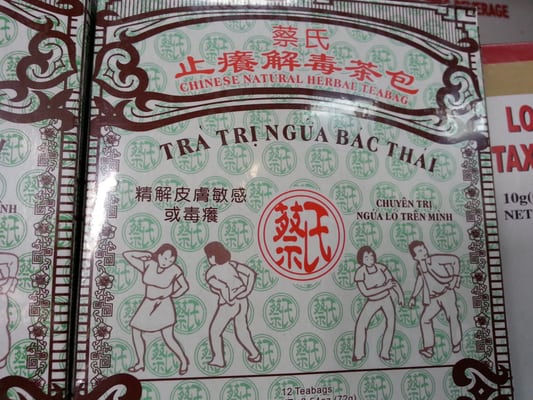 BEVERAGE
蔡氏
止癢解毒茶包
CHINESE NATURAL HERBAL TEABAG
TRÀ TRỊ NGỨA BẮC THÁI
精解皮膚敏感
或毒癢
CHUYÊN TRỊ
NGỨA LỞ TRÊN MÌNH
蔡氏
12 Teabags
LO
TAX
10g(
NET